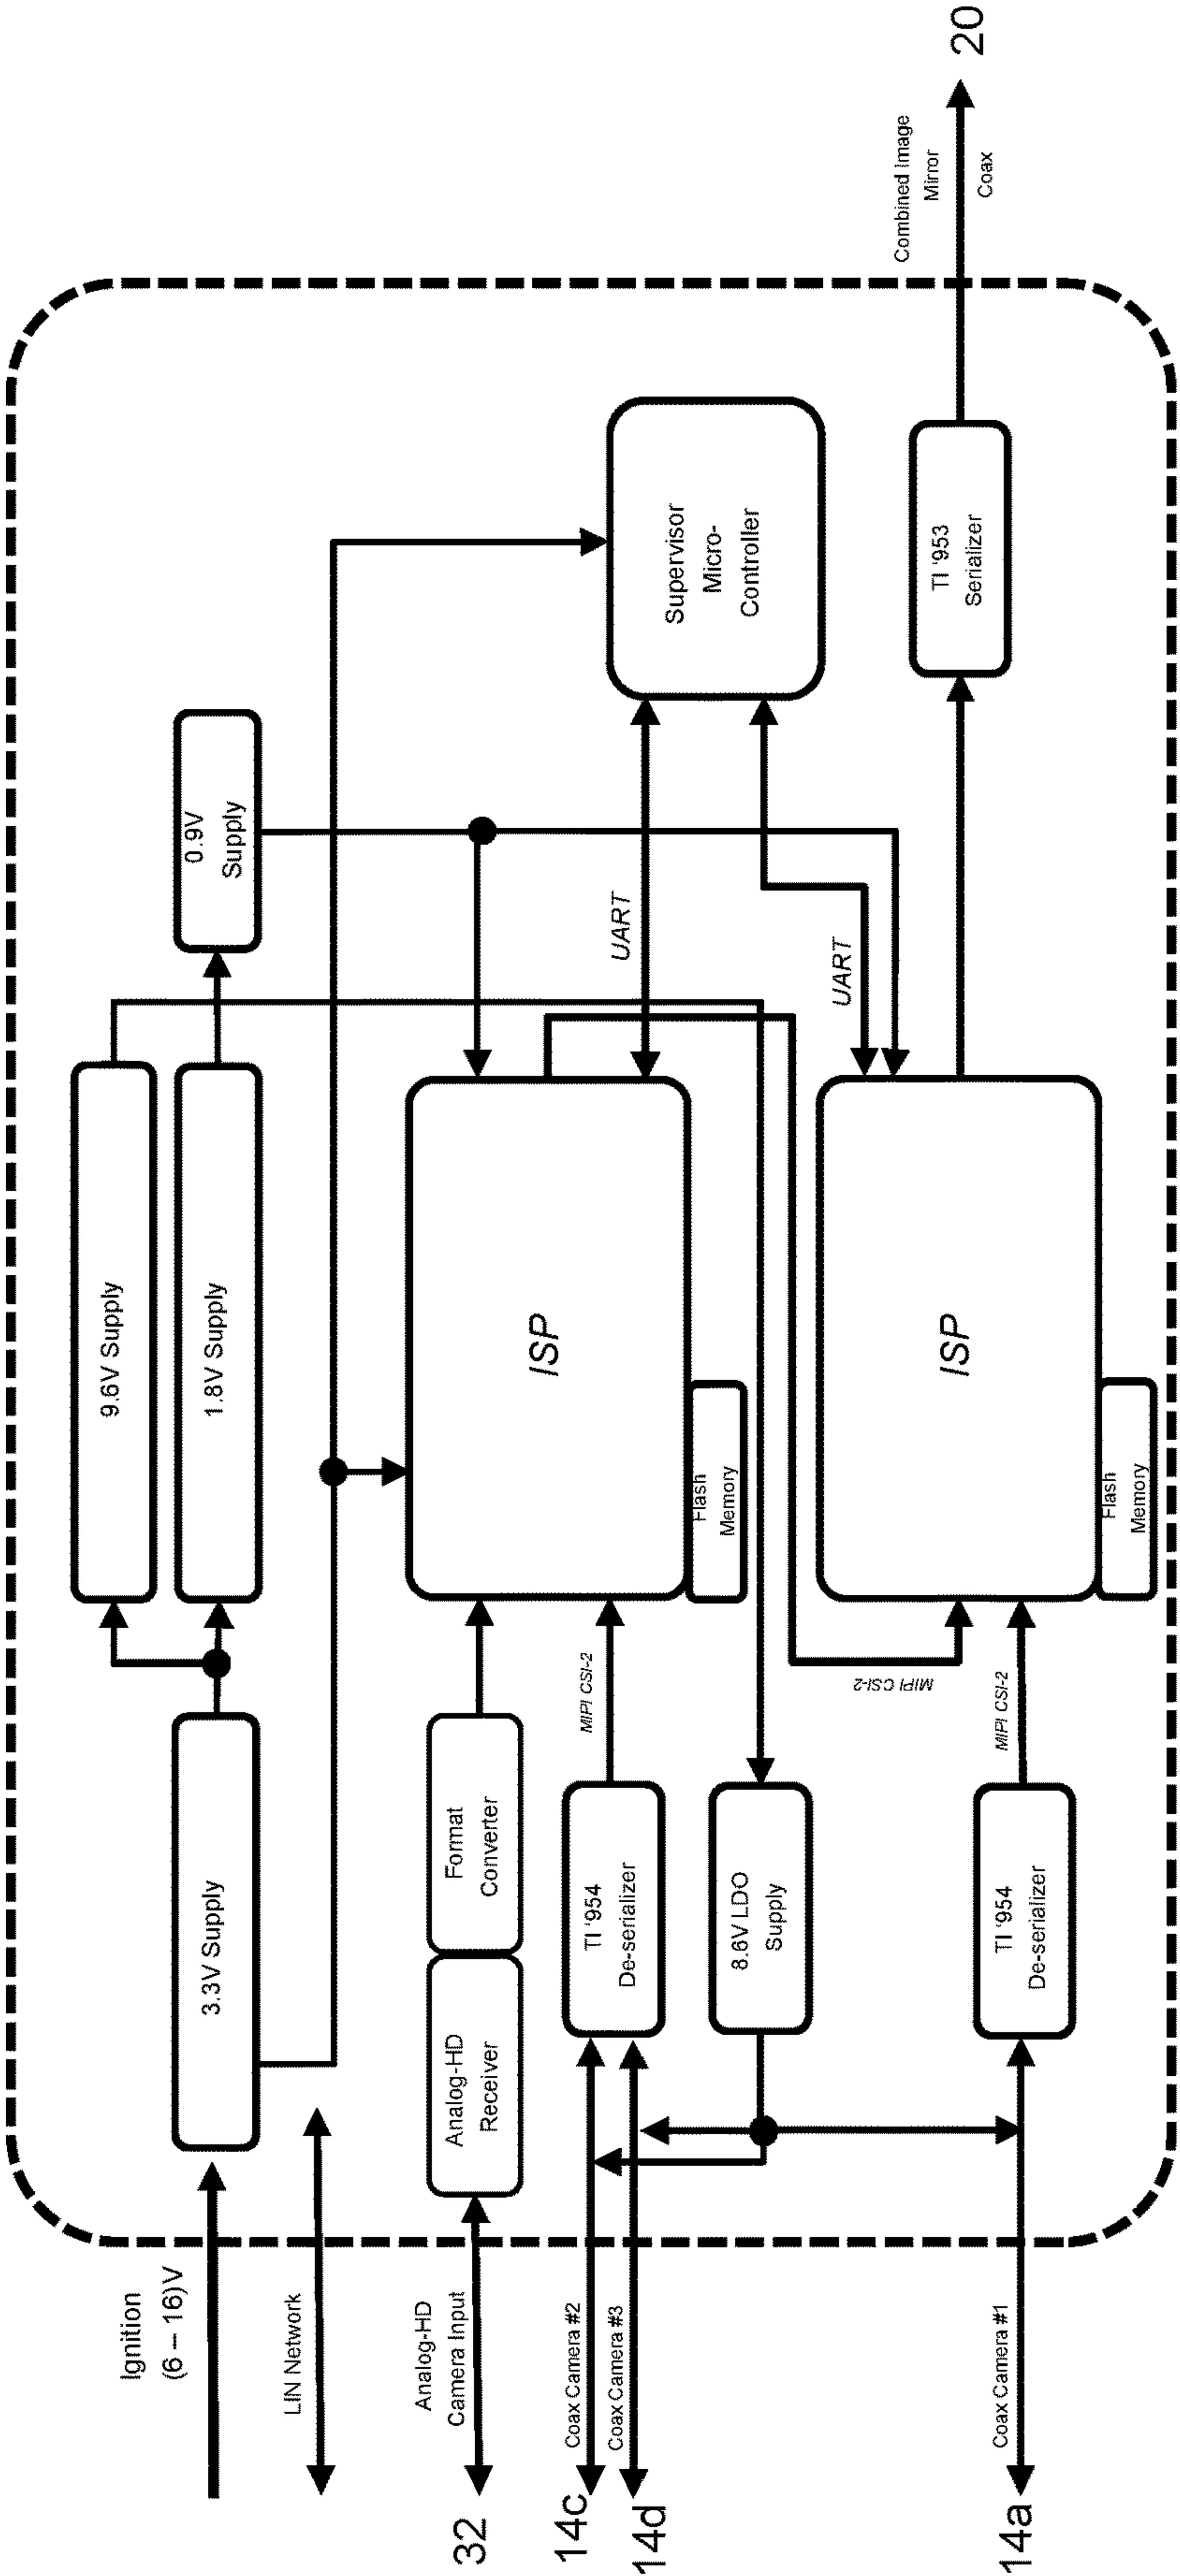 Ignition
(6 – 16)V
LIN Network
Analog-HD
Camera Input
32
Coax Camera #2
14c
Coax Camera #3
14d
Coax Camera #1
14a
3.3V Supply
9.6V Supply
1.8V Supply
0.9V
Supply
Analog-HD
Receiver
Format
Converter
TI ‘954
De-serializer
MIPI CSI-2
8.6V LDO
Supply
TI ‘954
De-serializer
MIPI CSI-2
MIPI CSI-2
ISP
Flash
Memory
ISP
Flash
Memory
UART
UART
Supervisor
Micro-
Controller
TI ‘953
Serializer
Combined Image
Mirror
Coax
20